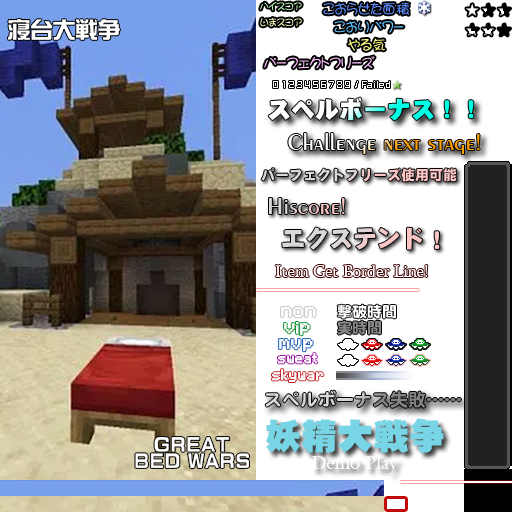 寝台大戦争
GREAT
BED WARS
ハイスコア
いまスコア
こおらせた面積
こおりパワー
やる気
パーフェクトフリーズ
0123456789/Failed
スペルボーナス！！
Challenge next stage!
パーフェクトフリーズ使用可能
Hiscore!
エクステンド！
Item Get Border Line!
non
撃破時間
Vip
実時間
MVP
sweat
skywar
スペルボーナス失敗……
妖精大戦争
Demo Play